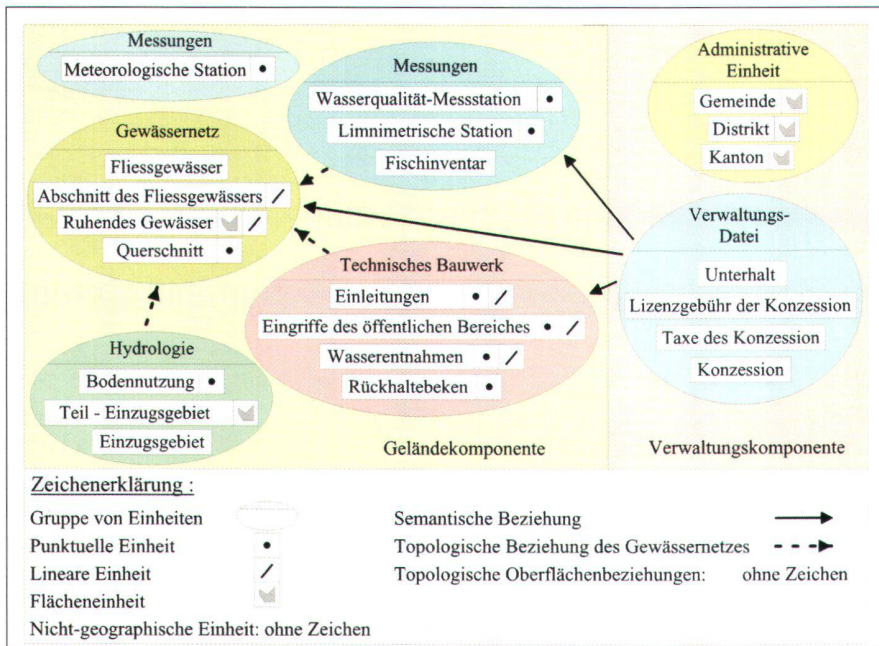 Messungen
Meteorologische Station
Messungen
Wasserqualität-Messstation
Limnimetrische Station
Fischinventar
Administrative
Einheit
Gemeinde
Distrikt
Kanton
Gewässernetz
Fliessgewässer
Abschnitt des Fliessgewässers
Ruhendes Gewässer
Querschnitt
Technisches Bauwerk
Einleitungen
Eingriffe des öffentlichen Bereiches
Wasserentnahmen
Rückhaltebeken
Verwaltungs-
Datei
Unterhalt
Lizenzgebühr der Konzession
Taxe des Konzession
Konzession
Hydrologie
Bodennutzung
Teil - Einzugsgebiet
Einzugsgebiet
Geländekomponente
Verwaltungskomponente
Zeichenerklärung :
Gruppe von Einheiten
Punktuelle Einheit
Lineare Einheit
Flächeneinheit
Nicht-geographische Einheit: ohne Zeichen
Semantische Beziehung
Topologische Beziehung des Gewässernetzes
Topologische Oberflächenbeziehungen: ohne Zeichen